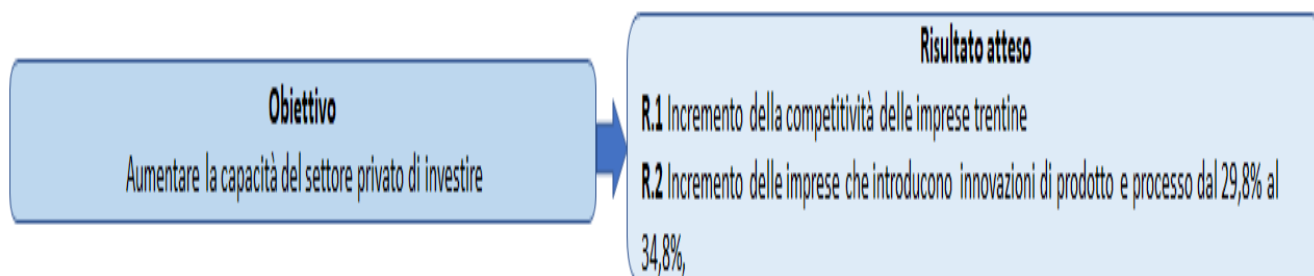 Obiettivo
Aumentare la capacità del settore privato di investire
Risultato atteso
R.1 Incremento della competitività delle imprese trentine
R.2 Incremento delle imprese che introducono innovazioni di prodotto e processo dal 29,8% al
34,8%,